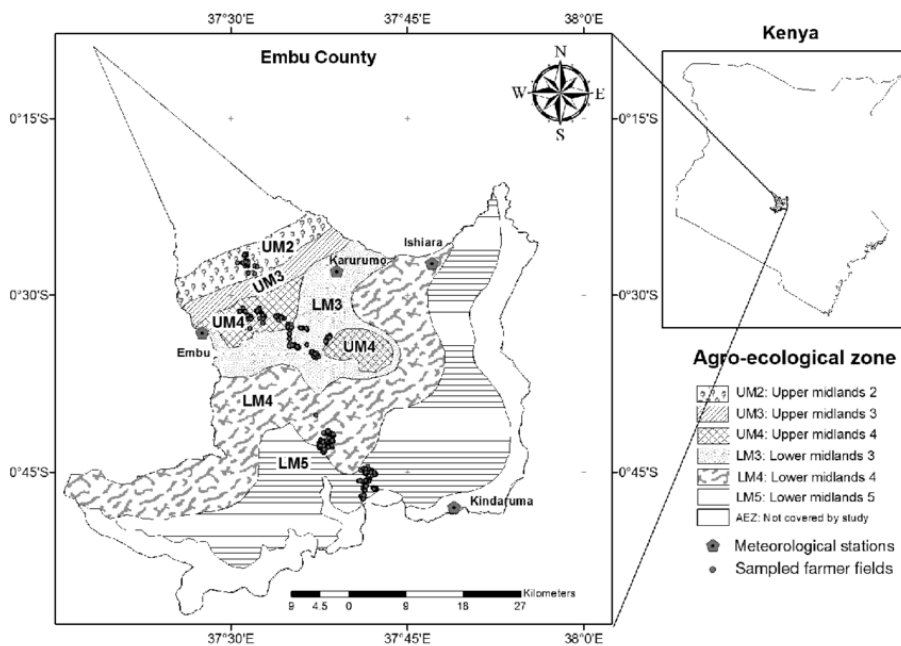 37°30'E
37°45'E
38°0'E
Embu County
N
W E
S
Kenya
0°15'S
0°15'S
UM2
Ishiara
Karurumo
UM3
0°30'S
0°30'S
LM3
UM4
UM4
Embu
LM4
LM5
0°45'S
0°45'S
Kindaruma
Kilometers
9 4.5 0 9 18 27
37°30'E
37°45'E
38°0'E
Agro-ecological zone
UM2: Upper midlands 2
UM3: Upper midlands 3
UM4: Upper midlands 4
LM3: Lower midlands 3
LM4: Lower midlands 4
LM5: Lower midlands 5
AEZ: Not covered by study
Meteorological stations
Sampled farmer fields